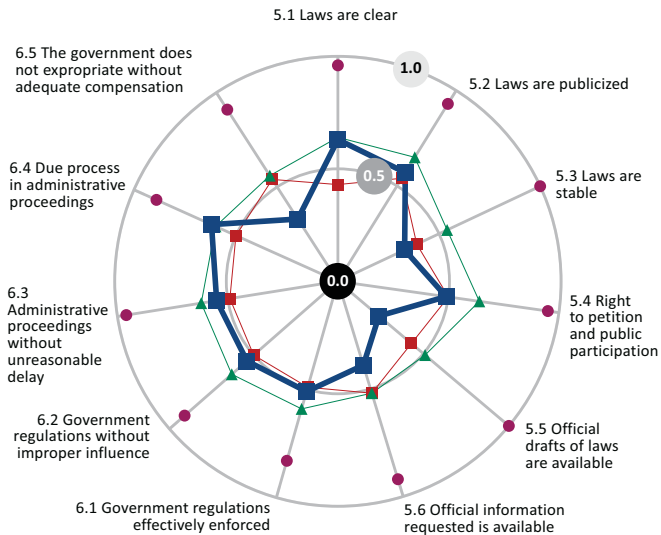 5.1 Laws are clear
1.0
5.2 Laws are publicized
5.3 Laws are
stable
5.4 Right
to petition
and public
participation
5.5 Official
drafts of laws
are available
5.6 Official information
requested is available
6.1 Government regulations
effectively enforced
6.2 Government
regulations without
improper influence
6.3
Administrative
proceedings
without
unreasonable
delay
6.4 Due process
in administrative
proceedings
6.5 The government does
not expropriate without
adequate compensation
0.5
0.0